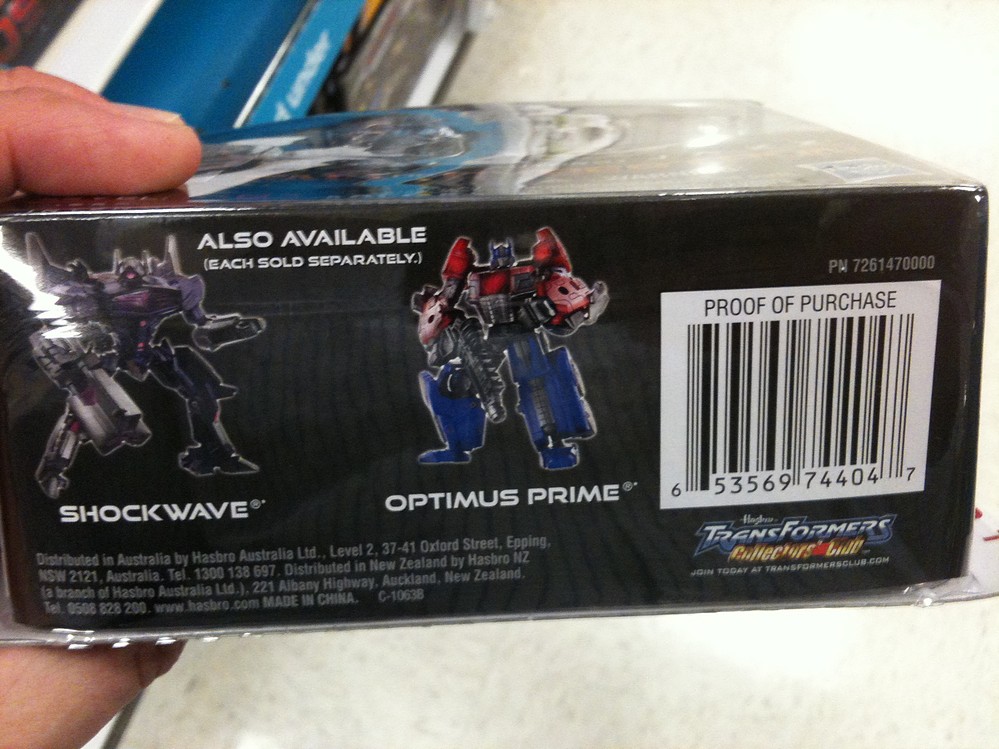 ALSO AVAILABLE
(EACH SOLD SEPARATELY.)
PN 7261470000
PROOF OF PURCHASE
6 53569 74404 7
SHOCKWAVE®*
OPTIMUS PRIME®*
Hasbro
TRANSFORMERS
Collectors' Club™
JOIN TODAY AT TRANSFORMERSCLUB.COM
Distributed in Australia by Hasbro Australia Ltd., Level 2, 37-41 Oxford Street, Epping,
NSW 2121, Australia. Tel. 1300 138 697. Distributed in New Zealand by Hasbro NZ
(a branch of Hasbro Australia Ltd.), 221 Albany Highway, Auckland, New Zealand.
Tel. 0508 828 200. www.hasbro.com MADE IN CHINA. C-1063B